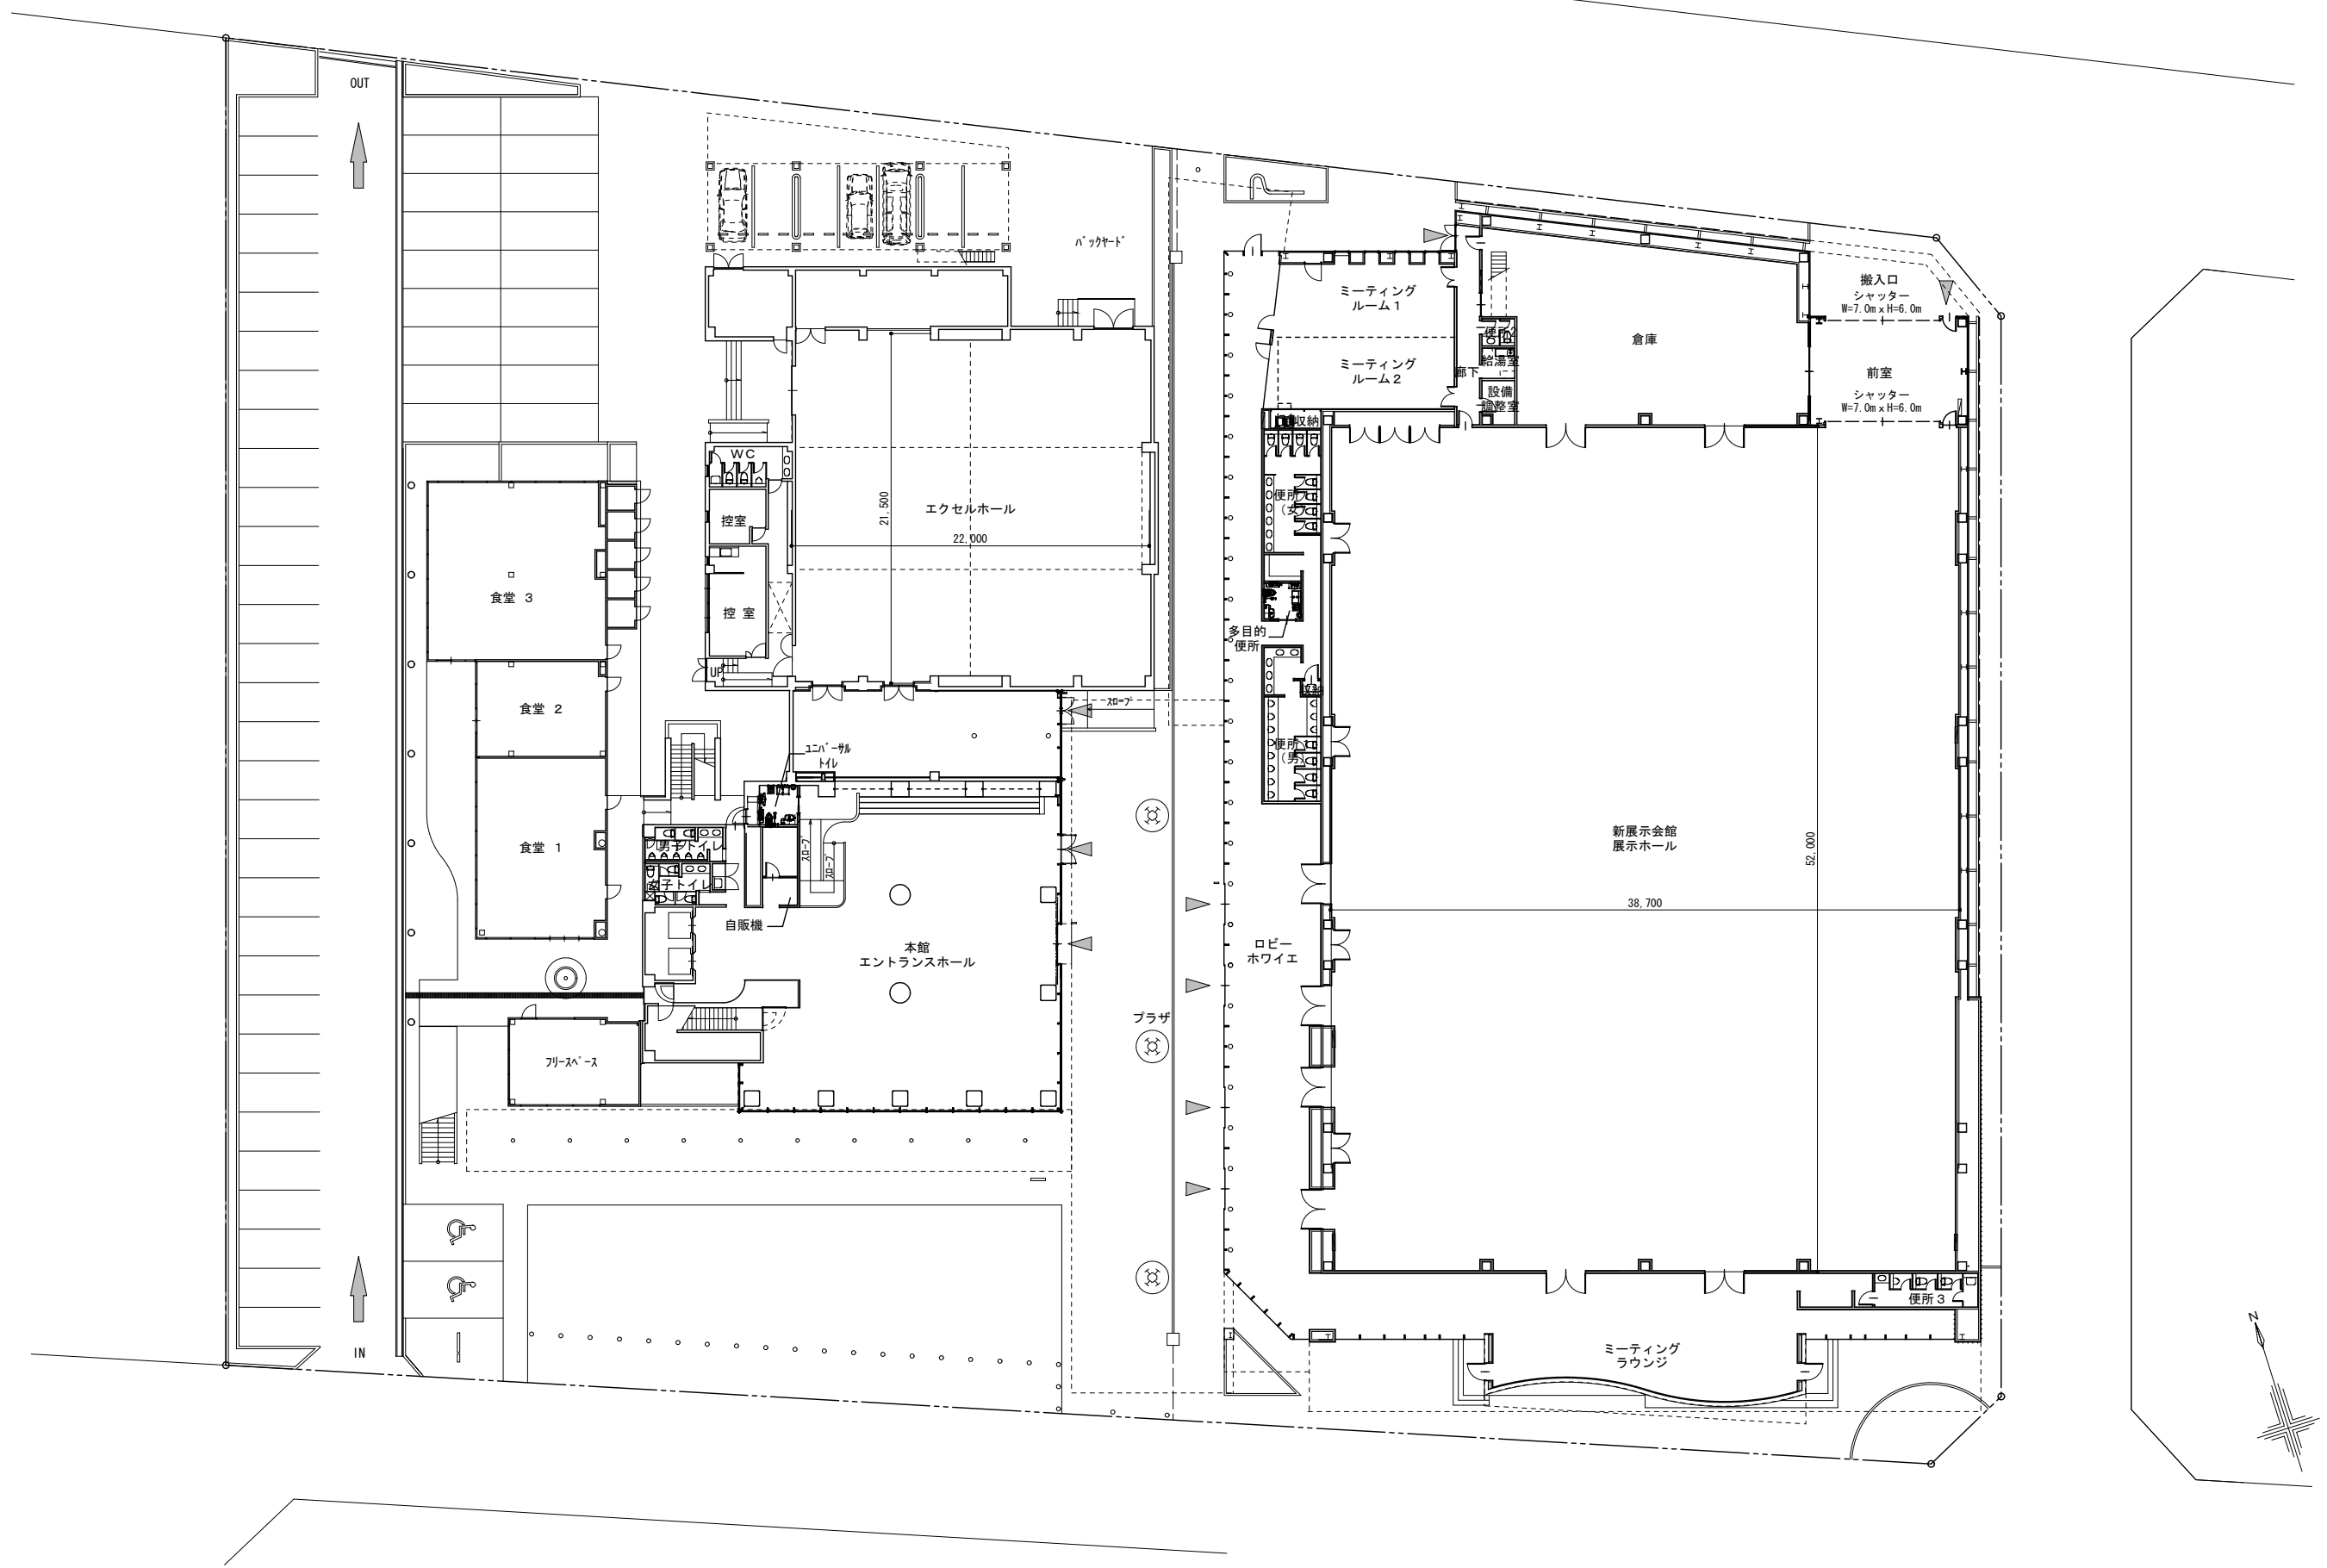 OUT
ﾊﾞｯｸﾔｰﾄﾞ
搬入口
シャッター
W=7.0m x H=6.0m
ミーティング
ルーム1
便所2
倉庫
ミーティング
ルーム2
給湯室
廊下
前室
設備
調整室
シャッター
W=7.0m x H=6.0m
収納
WC
便所
(女)
控室
21,500
エクセルホール
22,000
食堂 3
控 室
多目的
便所
UP
収納
ｽﾛｰﾌﾟ
食堂 2
ﾕﾆﾊﾞｰｻﾙ
ﾄｲﾚ
便所
(男)
新展示会館
展示ホール
52,000
食堂 1
男子トイレ
ｽﾛｰﾌﾟ
ｽﾛｰﾌﾟ
女子トイレ
38,700
自販機
本館
エントランスホール
ロビー
ホワイエ
プラザ
ﾌﾘｰｽﾍﾟｰｽ
便所3
N
IN
ミーティング
ラウンジ